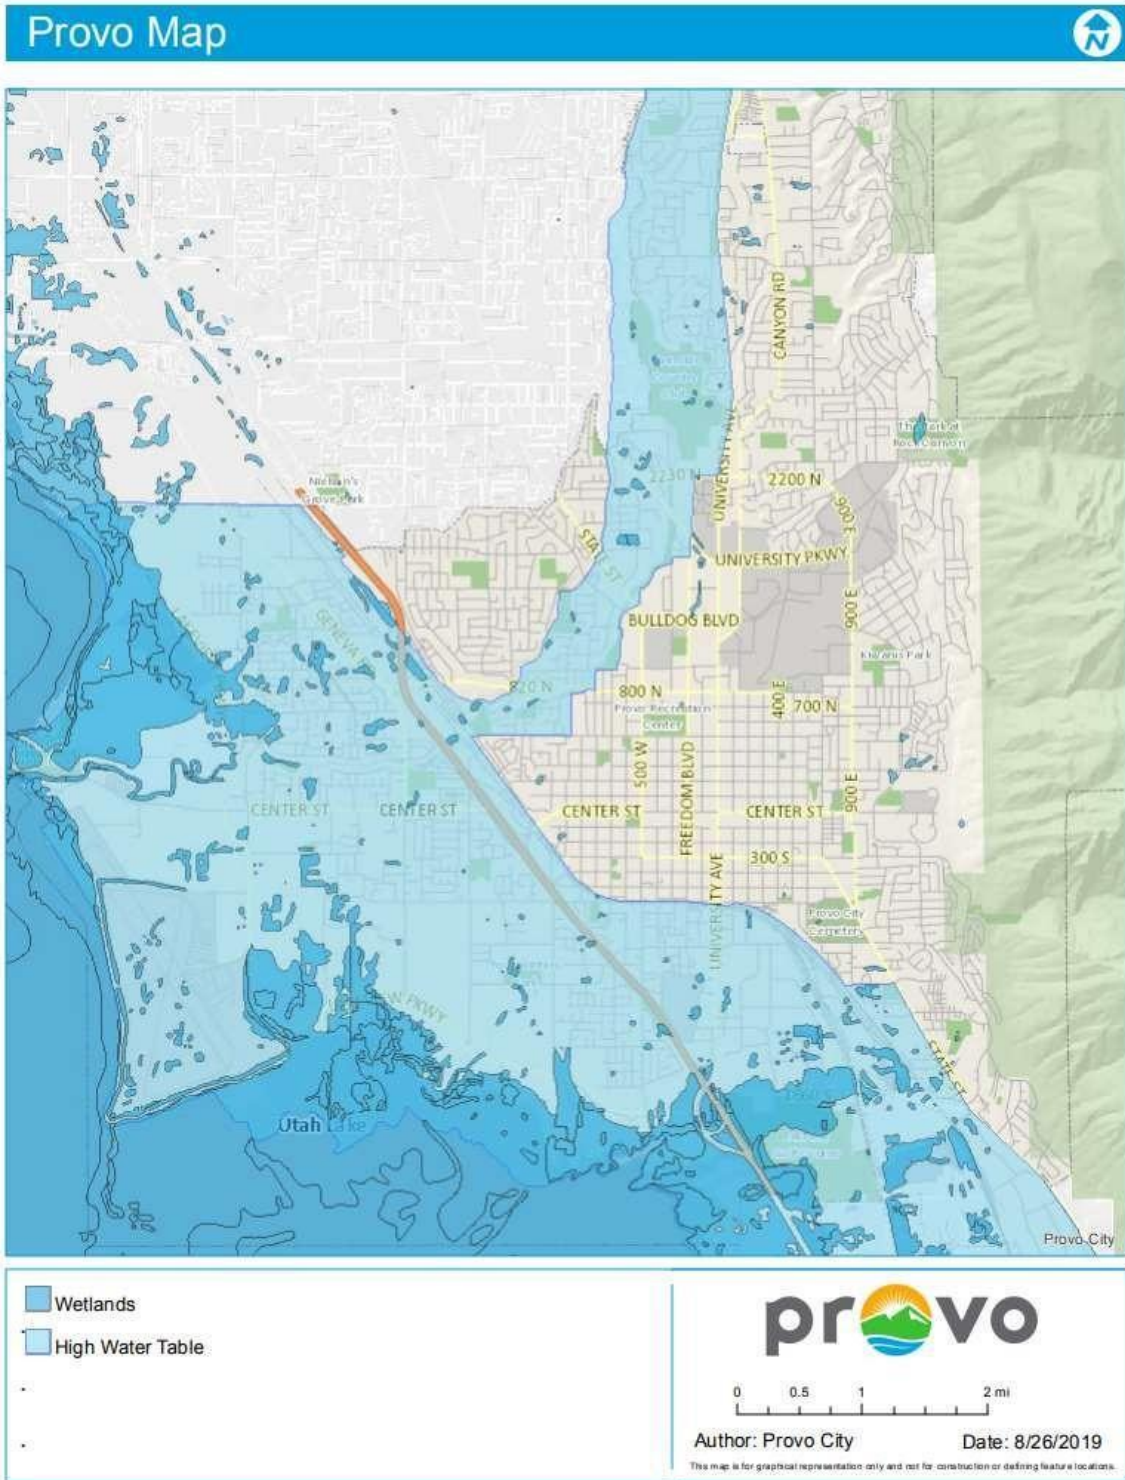 Provo Map
N
CANYON RD
UNIVERSITY AVE
2230 N
2200 N
900 E
STATE ST
UNIVERSITY PKWY
BULLDOG BLVD
900 E
Kiwanis Park
820 N
800 N
400 E
700 N
Provo Recreation
Center
500 W
FREEDOM BLVD
900 E
CENTER ST
CENTER ST
CENTER ST
CENTER ST
300 S
UNIVERSITY AVE
Provo City
Cemetery
STATE ST
Utah Lake
Provo City
Wetlands
High Water Table
provo
0 0.5 1 2 mi
Author: Provo City
Date: 8/26/2019
This map is for graphical representation only and not for construction or defining feature locations.